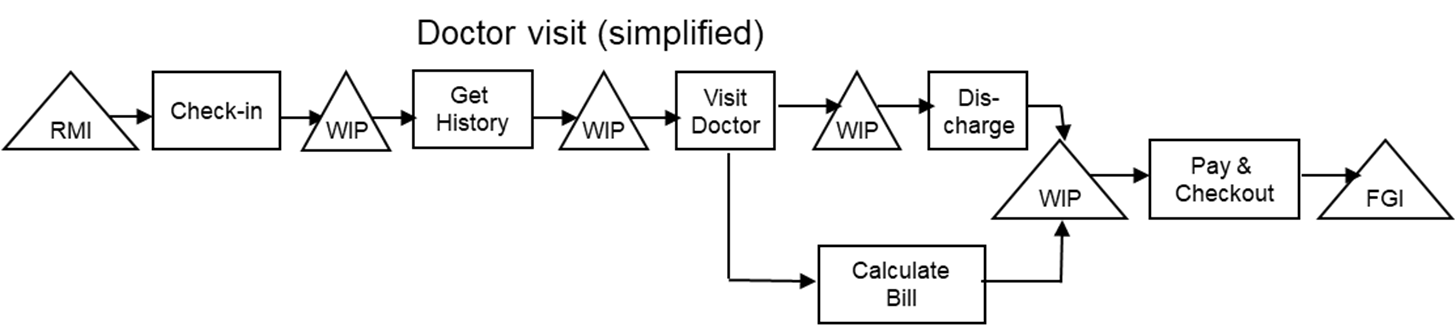 Doctor visit (simplified)
RMI
Check-in
WIP
Get
History
WIP
Visit
Doctor
WIP
Dis-
charge
WIP
Pay &
Checkout
FGI
Calculate
Bill